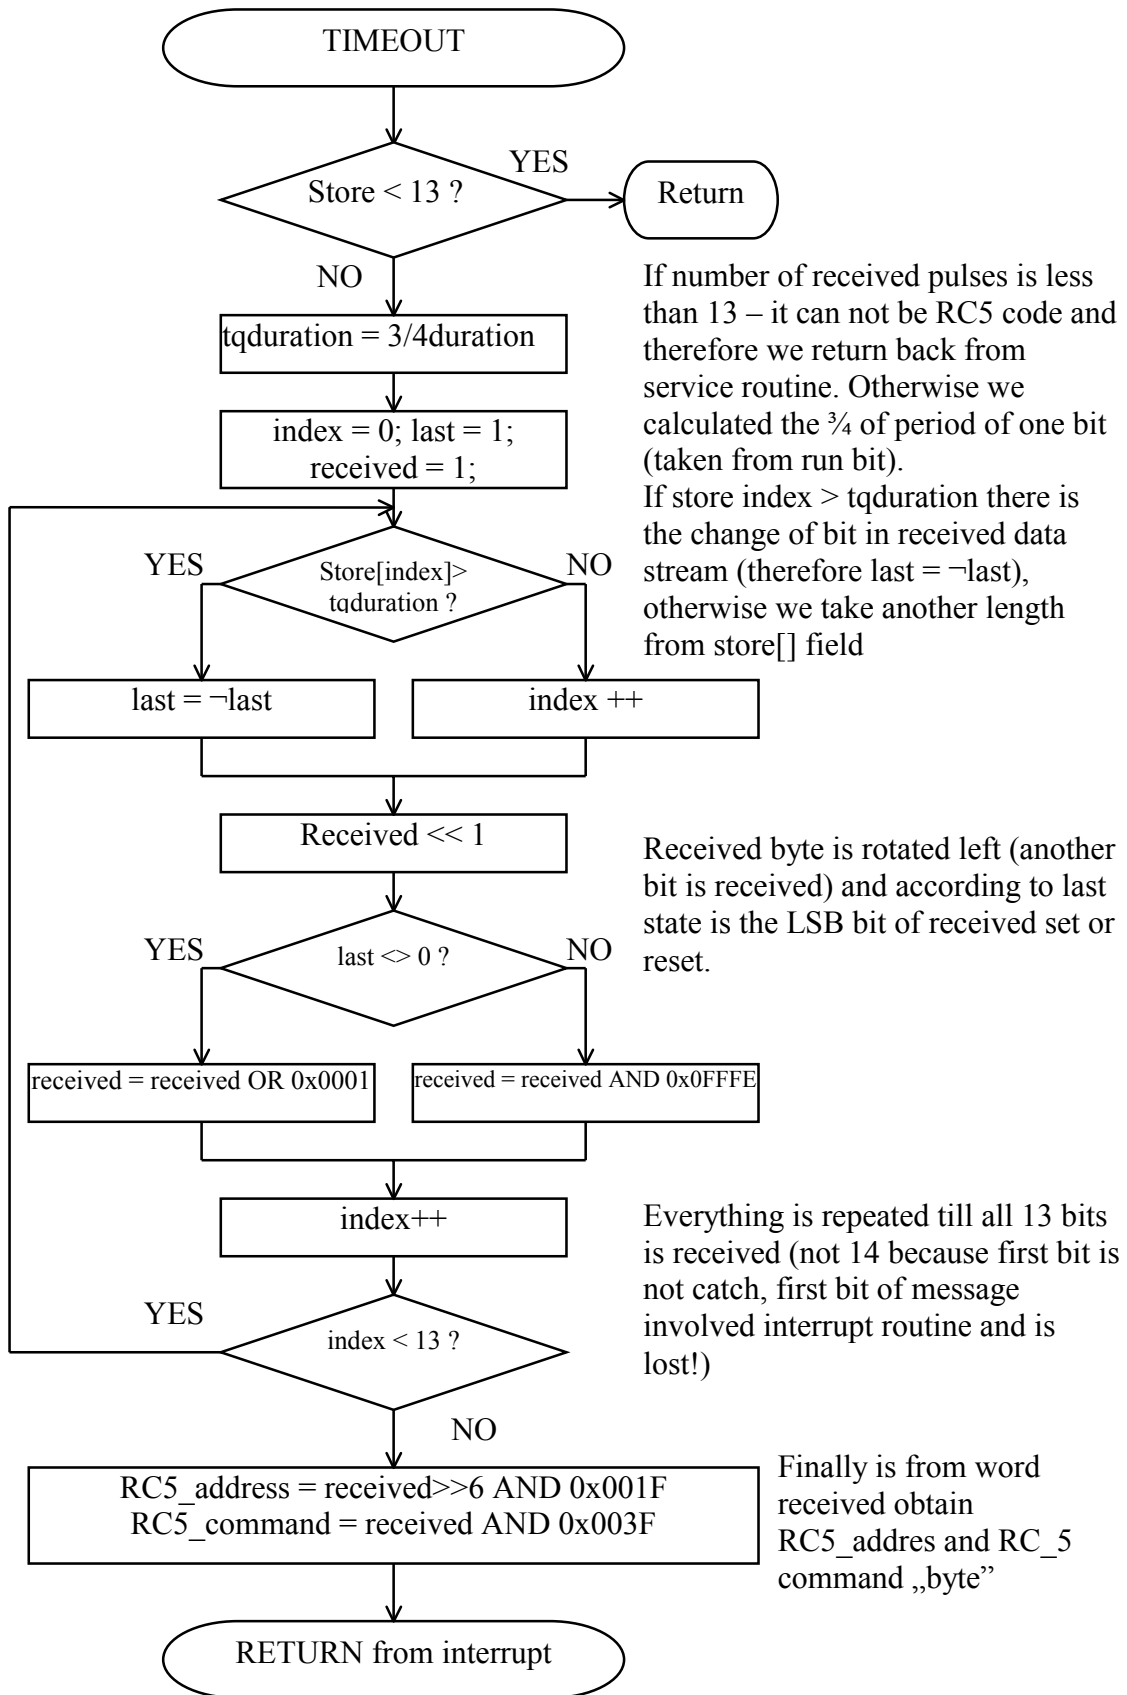 TIMEOUT
YES
Store < 13 ?
Return
NO
If number of received pulses is less
than 13 – it can not be RC5 code and
therefore we return back from
service routine. Otherwise we
calculated the ¾ of period of one bit
(taken from run bit).
If store index > tqduration there is
the change of bit in received data
stream (therefore last = ¬last),
otherwise we take another length
from store[] field
tqduration = 3/4duration
index = 0; last = 1;
received = 1;
YES
Store[index]>
tqduration ?
NO
last = ¬last
index ++
Received << 1
Received byte is rotated left (another
bit is received) and according to last
state is the LSB bit of received set or
reset.
YES
last <> 0 ?
NO
received = received OR 0x0001
received = received AND 0x0FFFE
index++
Everything is repeated till all 13 bits
is received (not 14 because first bit is
not catch, first bit of message
involved interrupt routine and is
lost!)
YES
index < 13 ?
NO
RC5_address = received>>6 AND 0x001F
RC5_command = received AND 0x003F
Finally is from word
received obtain
RC5_addres and RC_5
command „byte”
RETURN from interrupt